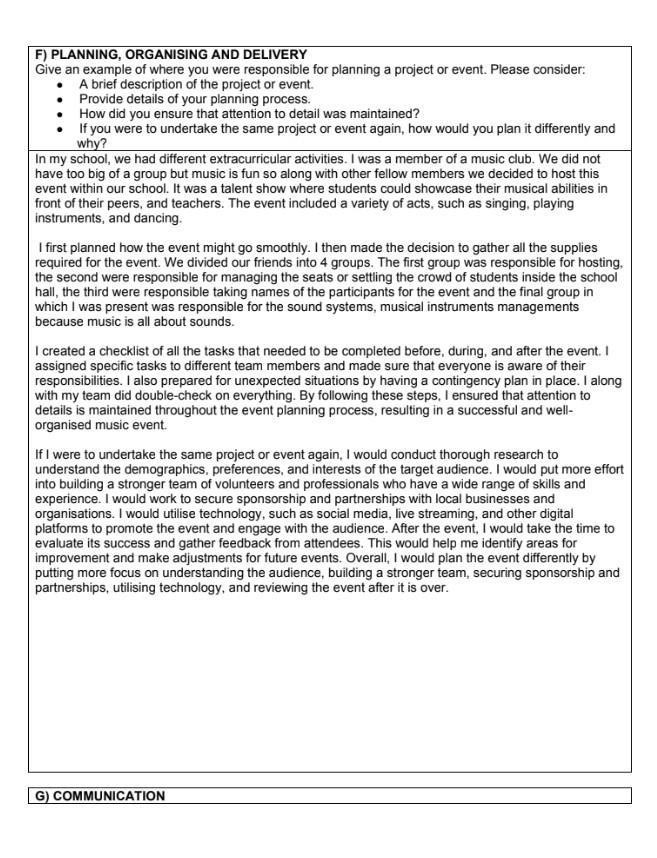 F) PLANNING, ORGANISING AND DELIVERY
Give an example of where you were responsible for planning a project or event. Please consider:
● A brief description of the project or event.
● Provide details of your planning process.
● How did you ensure that attention to detail was maintained?
● If you were to undertake the same project or event again, how would you plan it differently and
why?
In my school, we had different extracurricular activities. I was a member of a music club. We did not
have too big of a group but music is fun so along with other fellow members we decided to host this
event within our school. It was a talent show where students could showcase their musical abilities in
front of their peers, and teachers. The event included a variety of acts, such as singing, playing
instruments, and dancing.
I first planned how the event might go smoothly. I then made the decision to gather all the supplies
required for the event. We divided our friends into 4 groups. The first group was responsible for hosting,
the second were responsible for managing the seats or settling the crowd of students inside the school
hall, the third were responsible taking names of the participants for the event and the final group in
which I was present was responsible for the sound systems, musical instruments managements
because music is all about sounds.
I created a checklist of all the tasks that needed to be completed before, during, and after the event. I
assigned specific tasks to different team members and made sure that everyone is aware of their
responsibilities. I also prepared for unexpected situations by having a contingency plan in place. I along
with my team did double-check on everything. By following these steps, I ensured that attention to
details is maintained throughout the event planning process, resulting in a successful and well-
organised music event.
If I were to undertake the same project or event again, I would conduct thorough research to
understand the demographics, preferences, and interests of the target audience. I would put more effort
into building a stronger team of volunteers and professionals who have a wide range of skills and
experience. I would work to secure sponsorship and partnerships with local businesses and
organisations. I would utilise technology, such as social media, live streaming, and other digital
platforms to promote the event and engage with the audience. After the event, I would take the time to
evaluate its success and gather feedback from attendees. This would help me identify areas for
improvement and make adjustments for future events. Overall, I would plan the event differently by
putting more focus on understanding the audience, building a stronger team, securing sponsorship and
partnerships, utilising technology, and reviewing the event after it is over.
G) COMMUNICATION